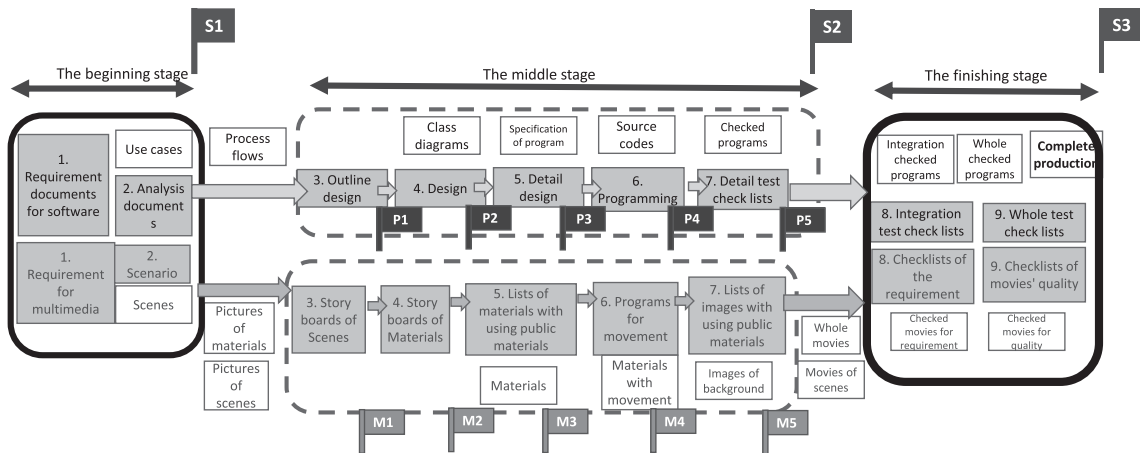 S1
S2
S3
The beginning stage
The middle stage
The finishing stage
1.
Requirement
documents
for software
Use cases
2. Analysis
document
s
1.
Requirement
for
multimedia
2.
Scenario
Scenes
Process
flows
Class
diagrams
Specification
of program
Source
codes
Checked
programs
3. Outline
design
4. Design
5. Detail
design
6.
Programming
7. Detail test
check lists
P1
P2
P3
P4
P5
Pictures
of
materials
Pictures
of
scenes
3. Story
boards of
Scenes
4. Story
boards of
Materials
5. Lists of
materials with
using public
materials
6. Programs
for
movement
7. Lists of
images with
using public
materials
Materials
Materials
with
movement
Images of
background
Whole
movies
Movies of
scenes
M1
M2
M3
M4
M5
Integration
checked
programs
Whole
checked
programs
Complete
production
8. Integration
test check lists
9. Whole test
check lists
8. Checklists of
the
requirement
9. Checklists of
movies' quality
Checked
movies for
requirement
Checked
movies for
quality